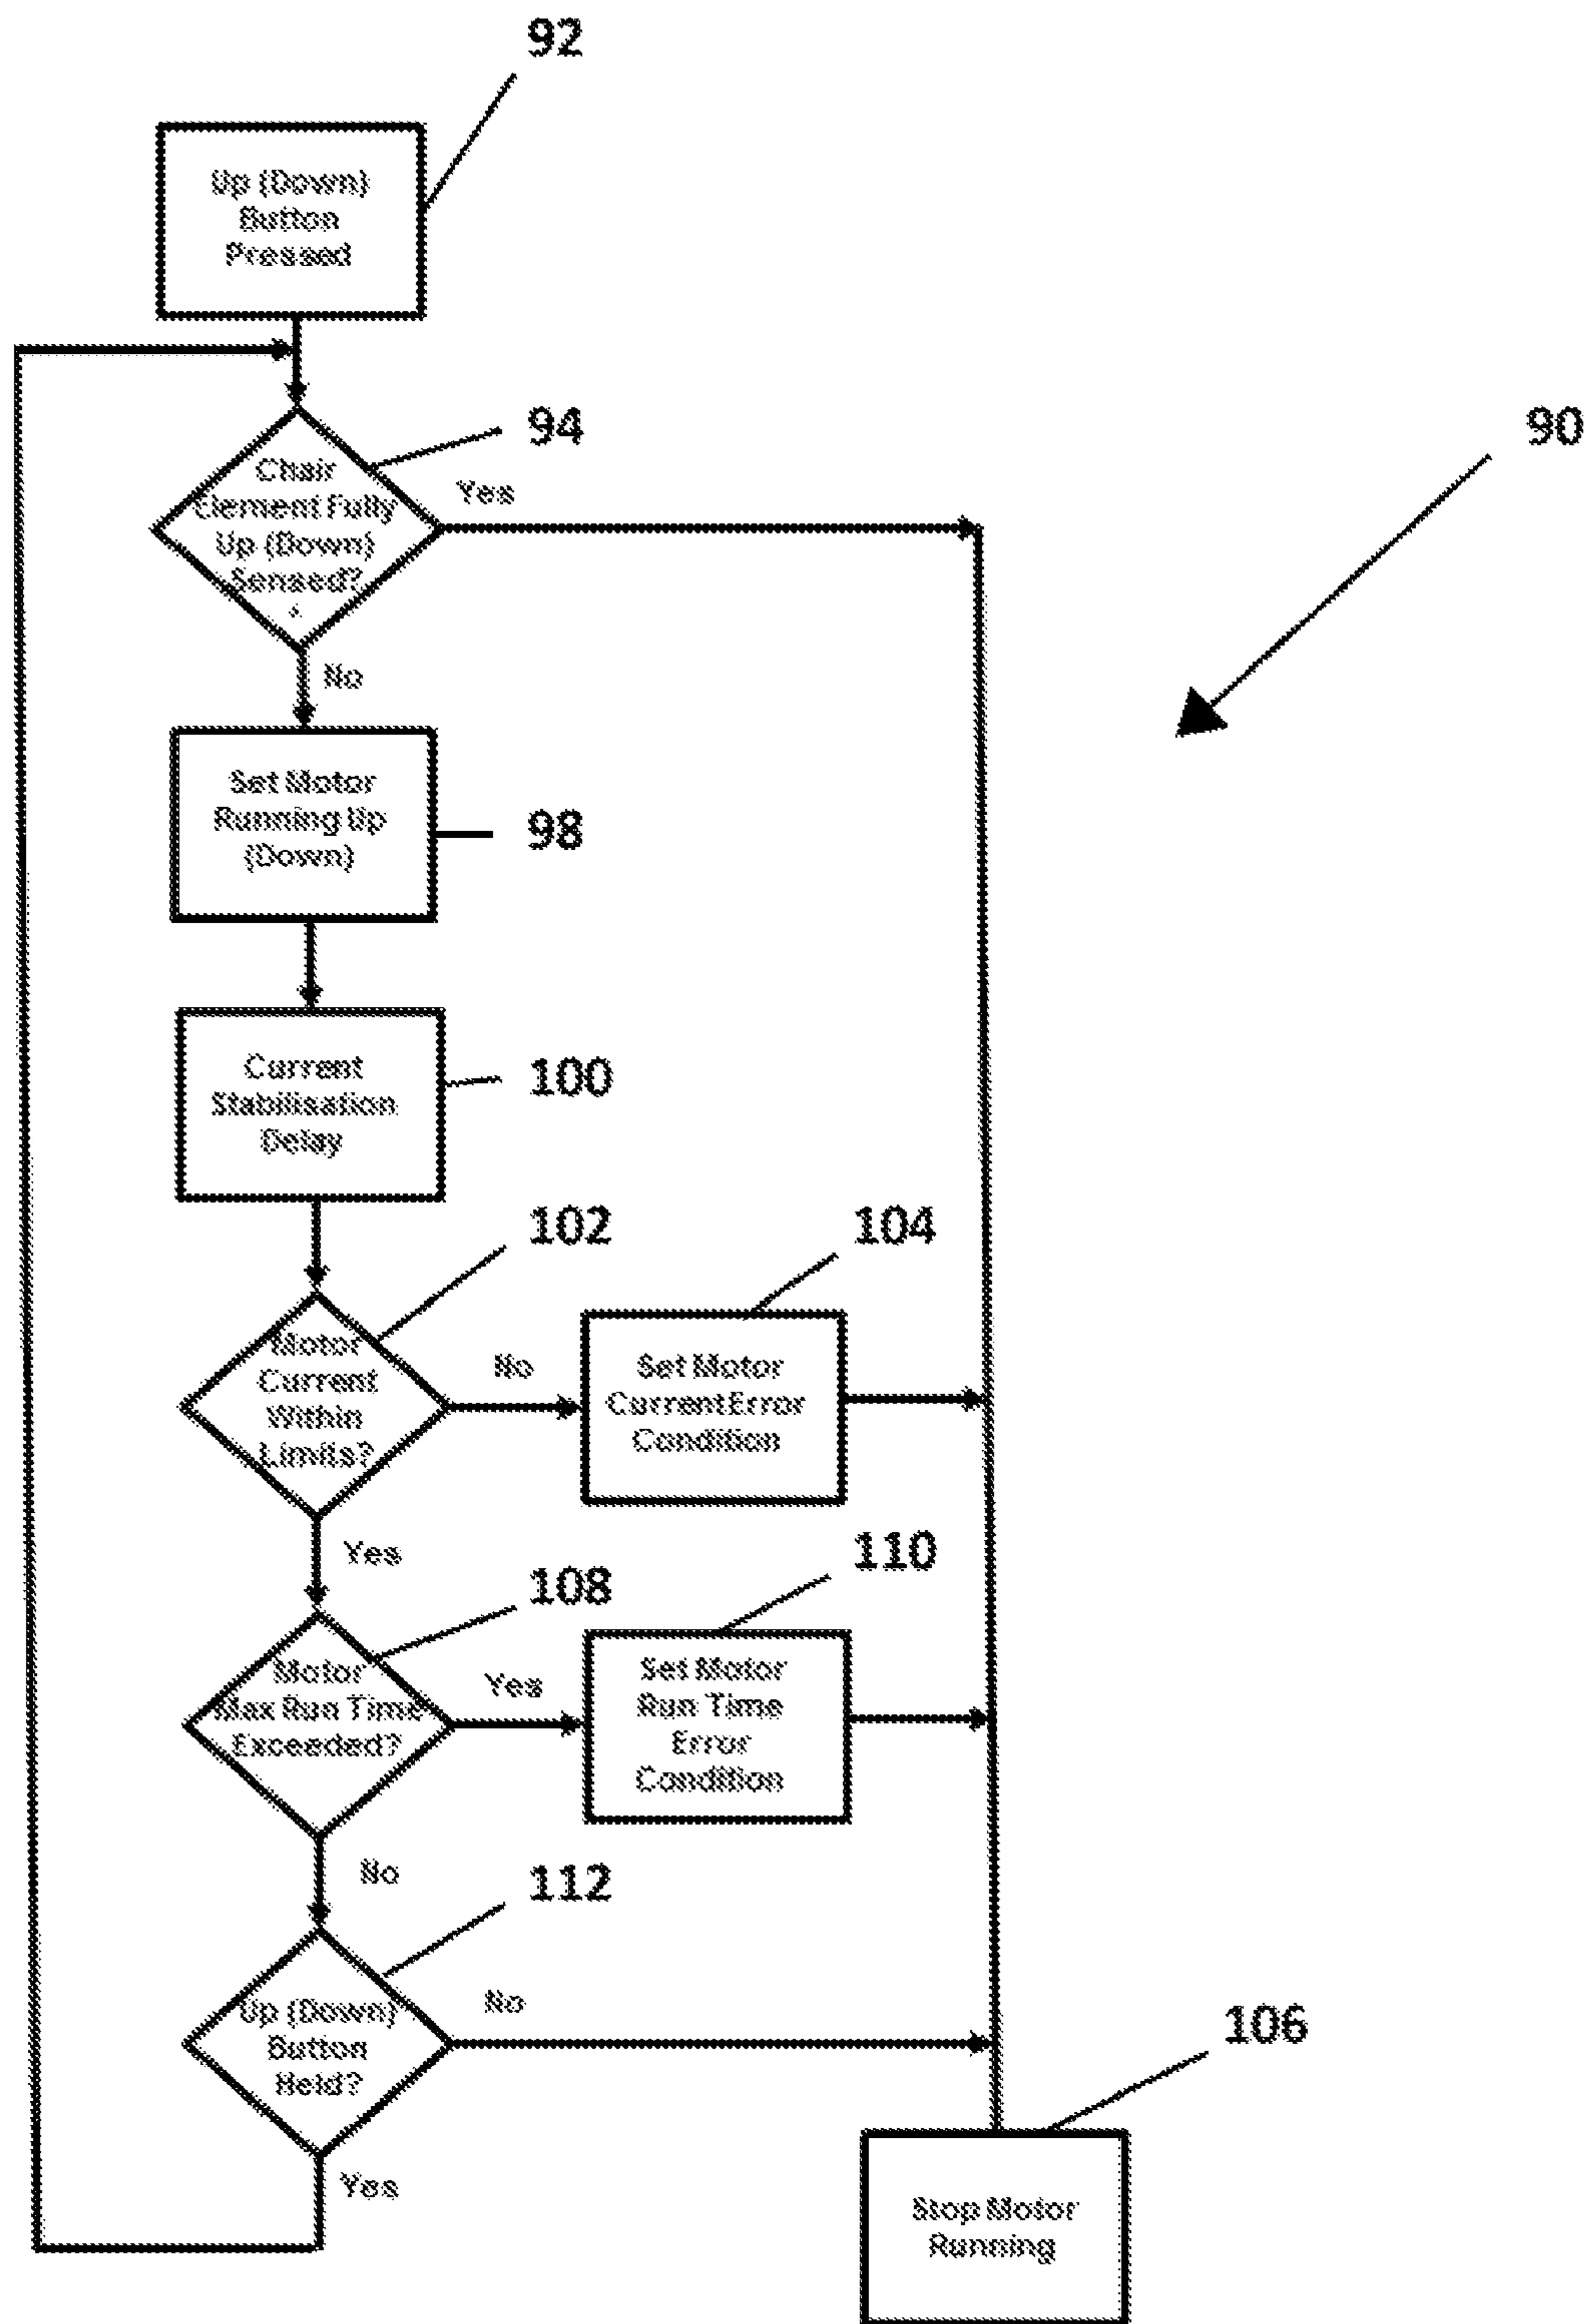 92
Up (Down)
Button
Pressed
94
90
Chair
Element Fully
Up (Down)
Sensed?
Yes
No
Set Motor
Running Up
(Down)
98
Current
Stabilisation
Delay
100
102
104
Motor
Current
Within
Limits?
No
Set Motor
Current Error
Condition
Yes
108
110
Motor
Max Run Time
Exceeded?
Yes
Set Motor
Run Time
Error
Condition
No
112
Up (Down)
Button
Held?
No
106
Yes
Stop Motor
Running